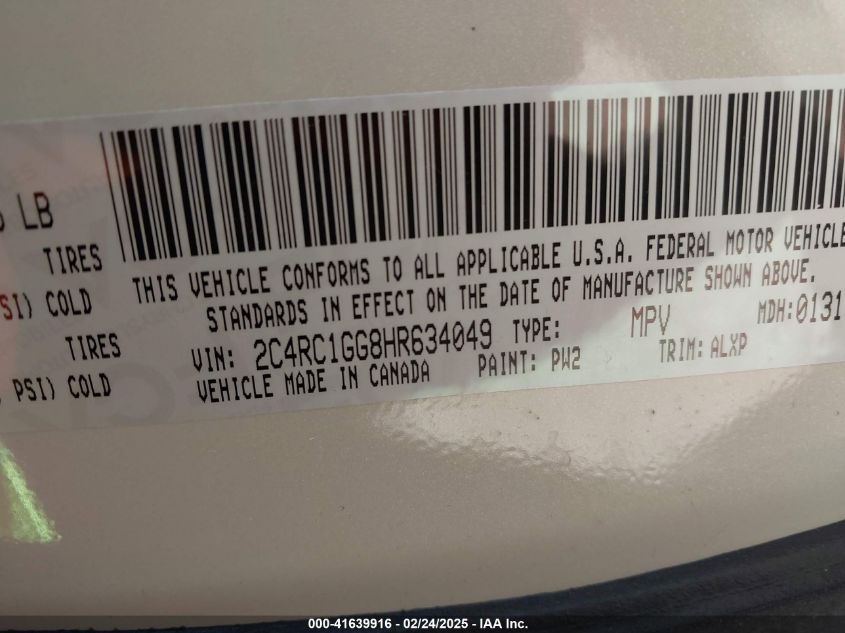 LB
TIRES
THIS VEHICLE CONFORMS TO ALL APPLICABLE U.S.A. FEDERAL MOTOR VEHICLE
SI) COLD
STANDARDS IN EFFECT ON THE DATE OF MANUFACTURE SHOWN ABOVE.
TIRES
VIN: 2C4RC1GG8HR634049 TYPE: MPV MDH:0131
PSI) COLD
VEHICLE MADE IN CANADA PAINT: PW2 TRIM: ALXP
000-41639916 - 02/24/2025 - IAA Inc.